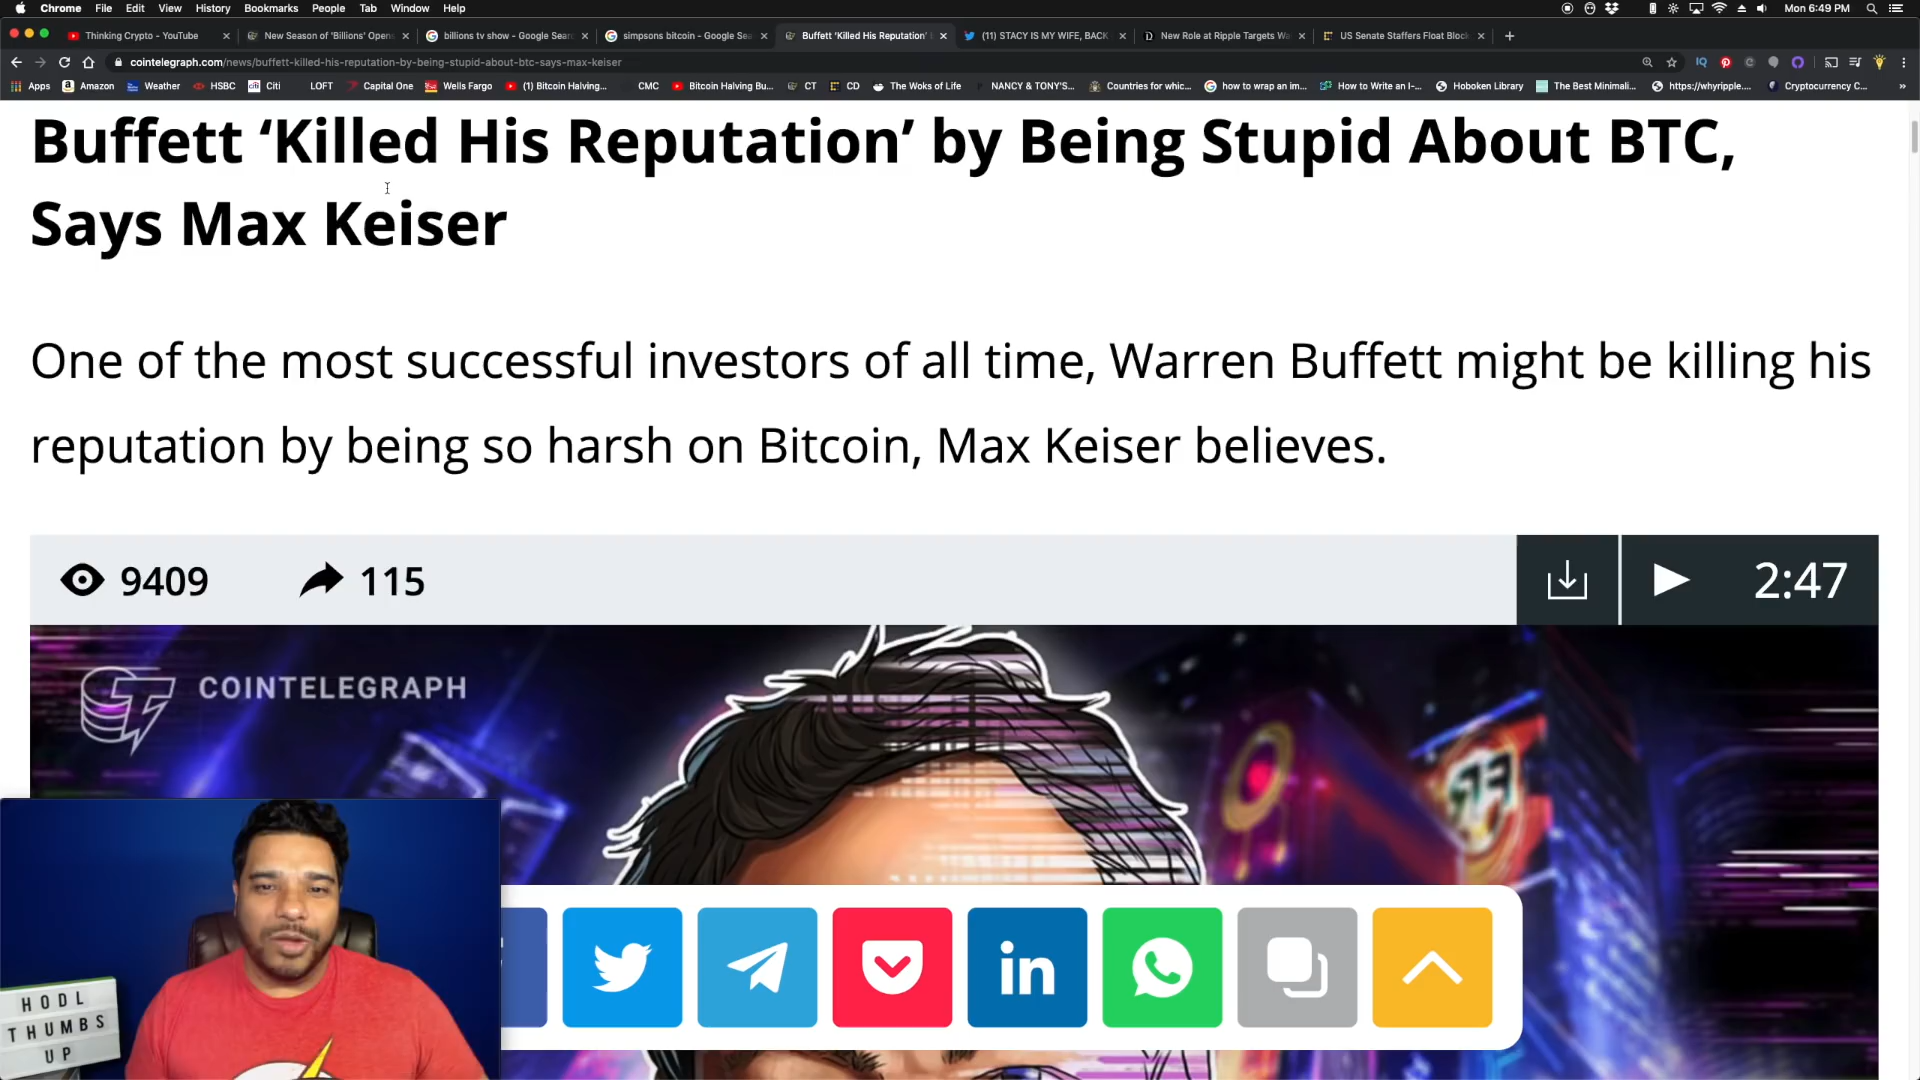 Chrome File Edit View History Bookmarks People Tab Window Help Mon 6:49 PM
Thinking Crypto - YouTube New Season of 'Billions' Opens billions tv show - Google Sear simpsons bitcoin - Google Sea Buffett 'Killed His Reputation' (11) STACY IS MY WIFE, BACK New Role at Ripple Targets Wa US Senate Staffers Float Block
cointelegraph.com/news/buffett-killed-his-reputation-by-being-stupid-about-btc-says-max-keiser
Apps Amazon Weather HSBC Citi LOFT Capital One Wells Fargo (1) Bitcoin Halving... CMC Bitcoin Halving Bu... CT CD The Woks of Life NANCY & TONY'S... Countries for whic... how to wrap an im... How to Write an I-... Hoboken Library The Best Minimali... https://whyripple.... Cryptocurrency C... »
Buffett ‘Killed His Reputation’ by Being Stupid About BTC,
Says Max Keiser
One of the most successful investors of all time, Warren Buffett might be killing his
reputation by being so harsh on Bitcoin, Max Keiser believes.
9409 115 2:47
COINTELEGRAPH
HODL
THUMBS
UP